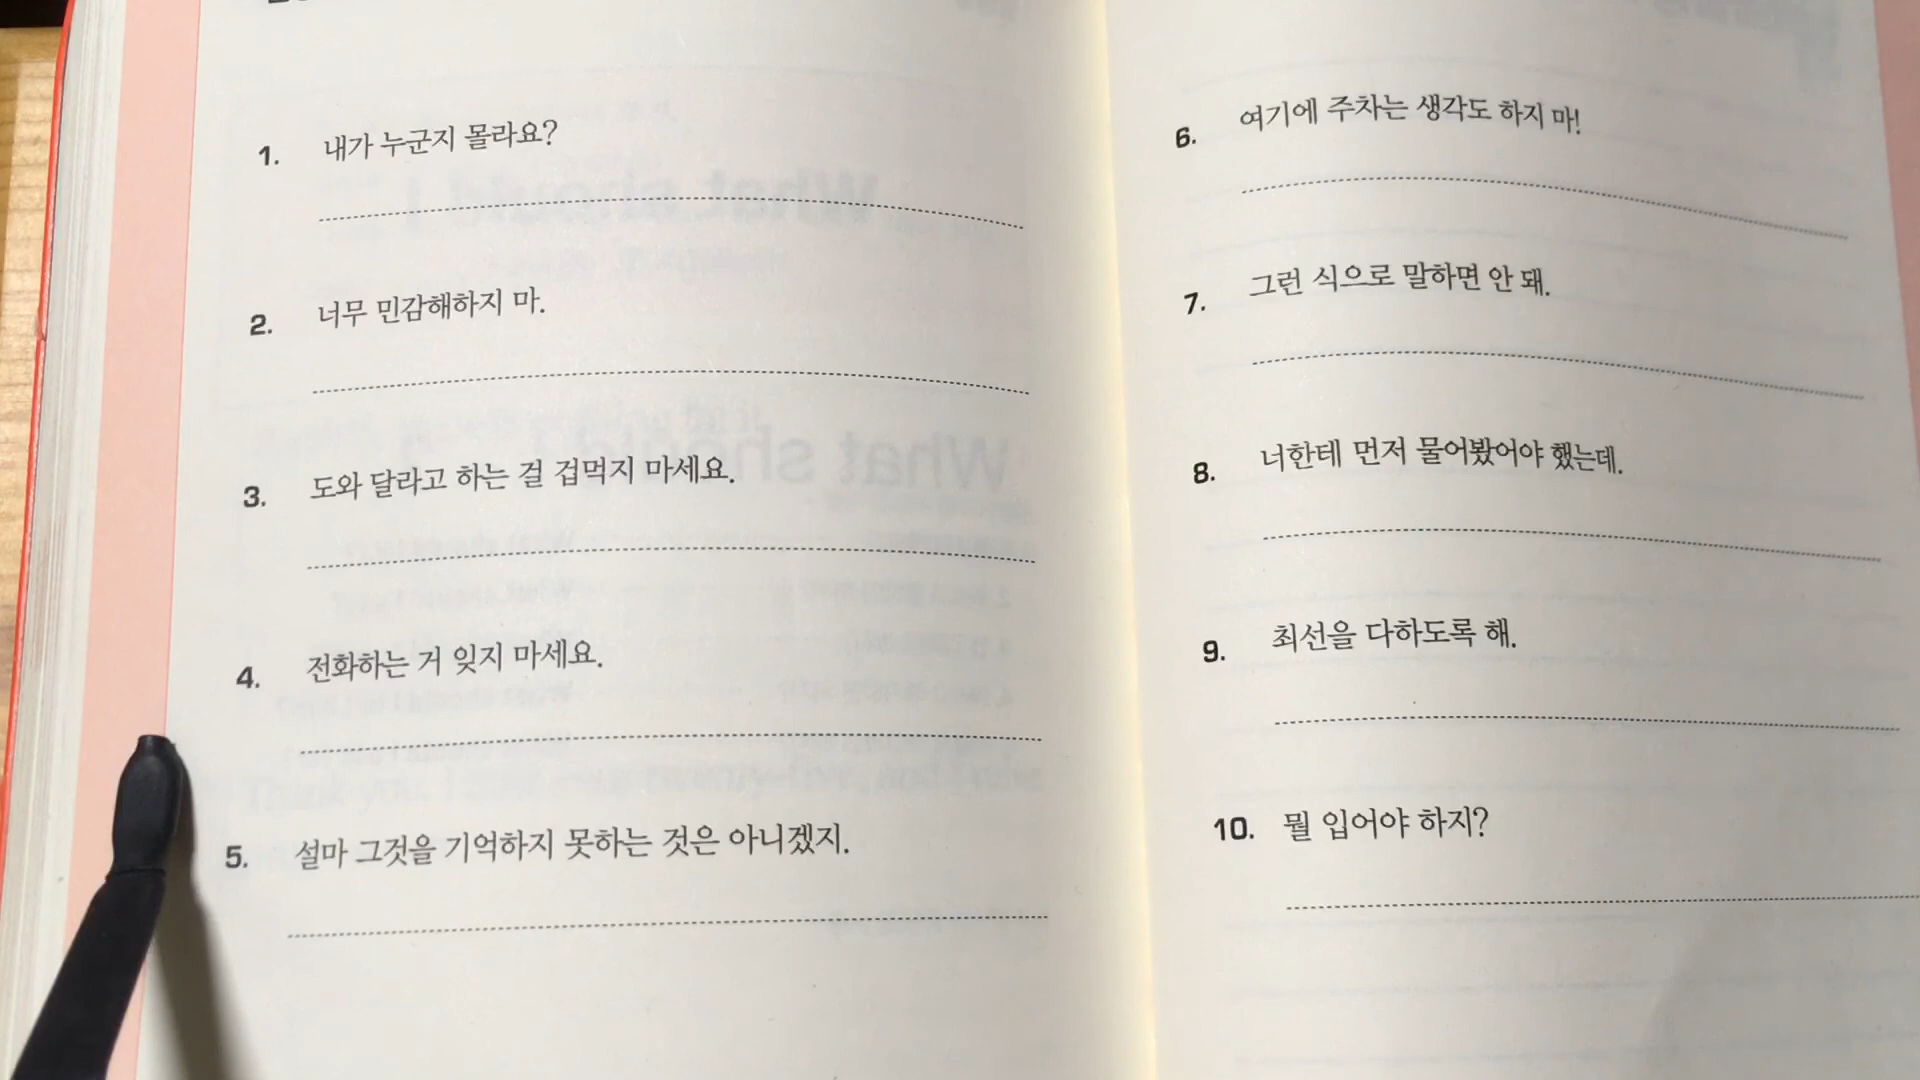 1. 내가 누군지 몰라요?
2. 너무 민감해하지 마.
3. 도와 달라고 하는 걸 겁먹지 마세요.
4. 전화하는 거 잊지 마세요.
5. 설마 그것을 기억하지 못하는 것은 아니겠지.
6. 여기에 주차는 생각도 하지 마!
7. 그런 식으로 말하면 안 돼.
8. 너한테 먼저 물어봤어야 했는데.
9. 최선을 다하도록 해.
10. 뭘 입어야 하지?